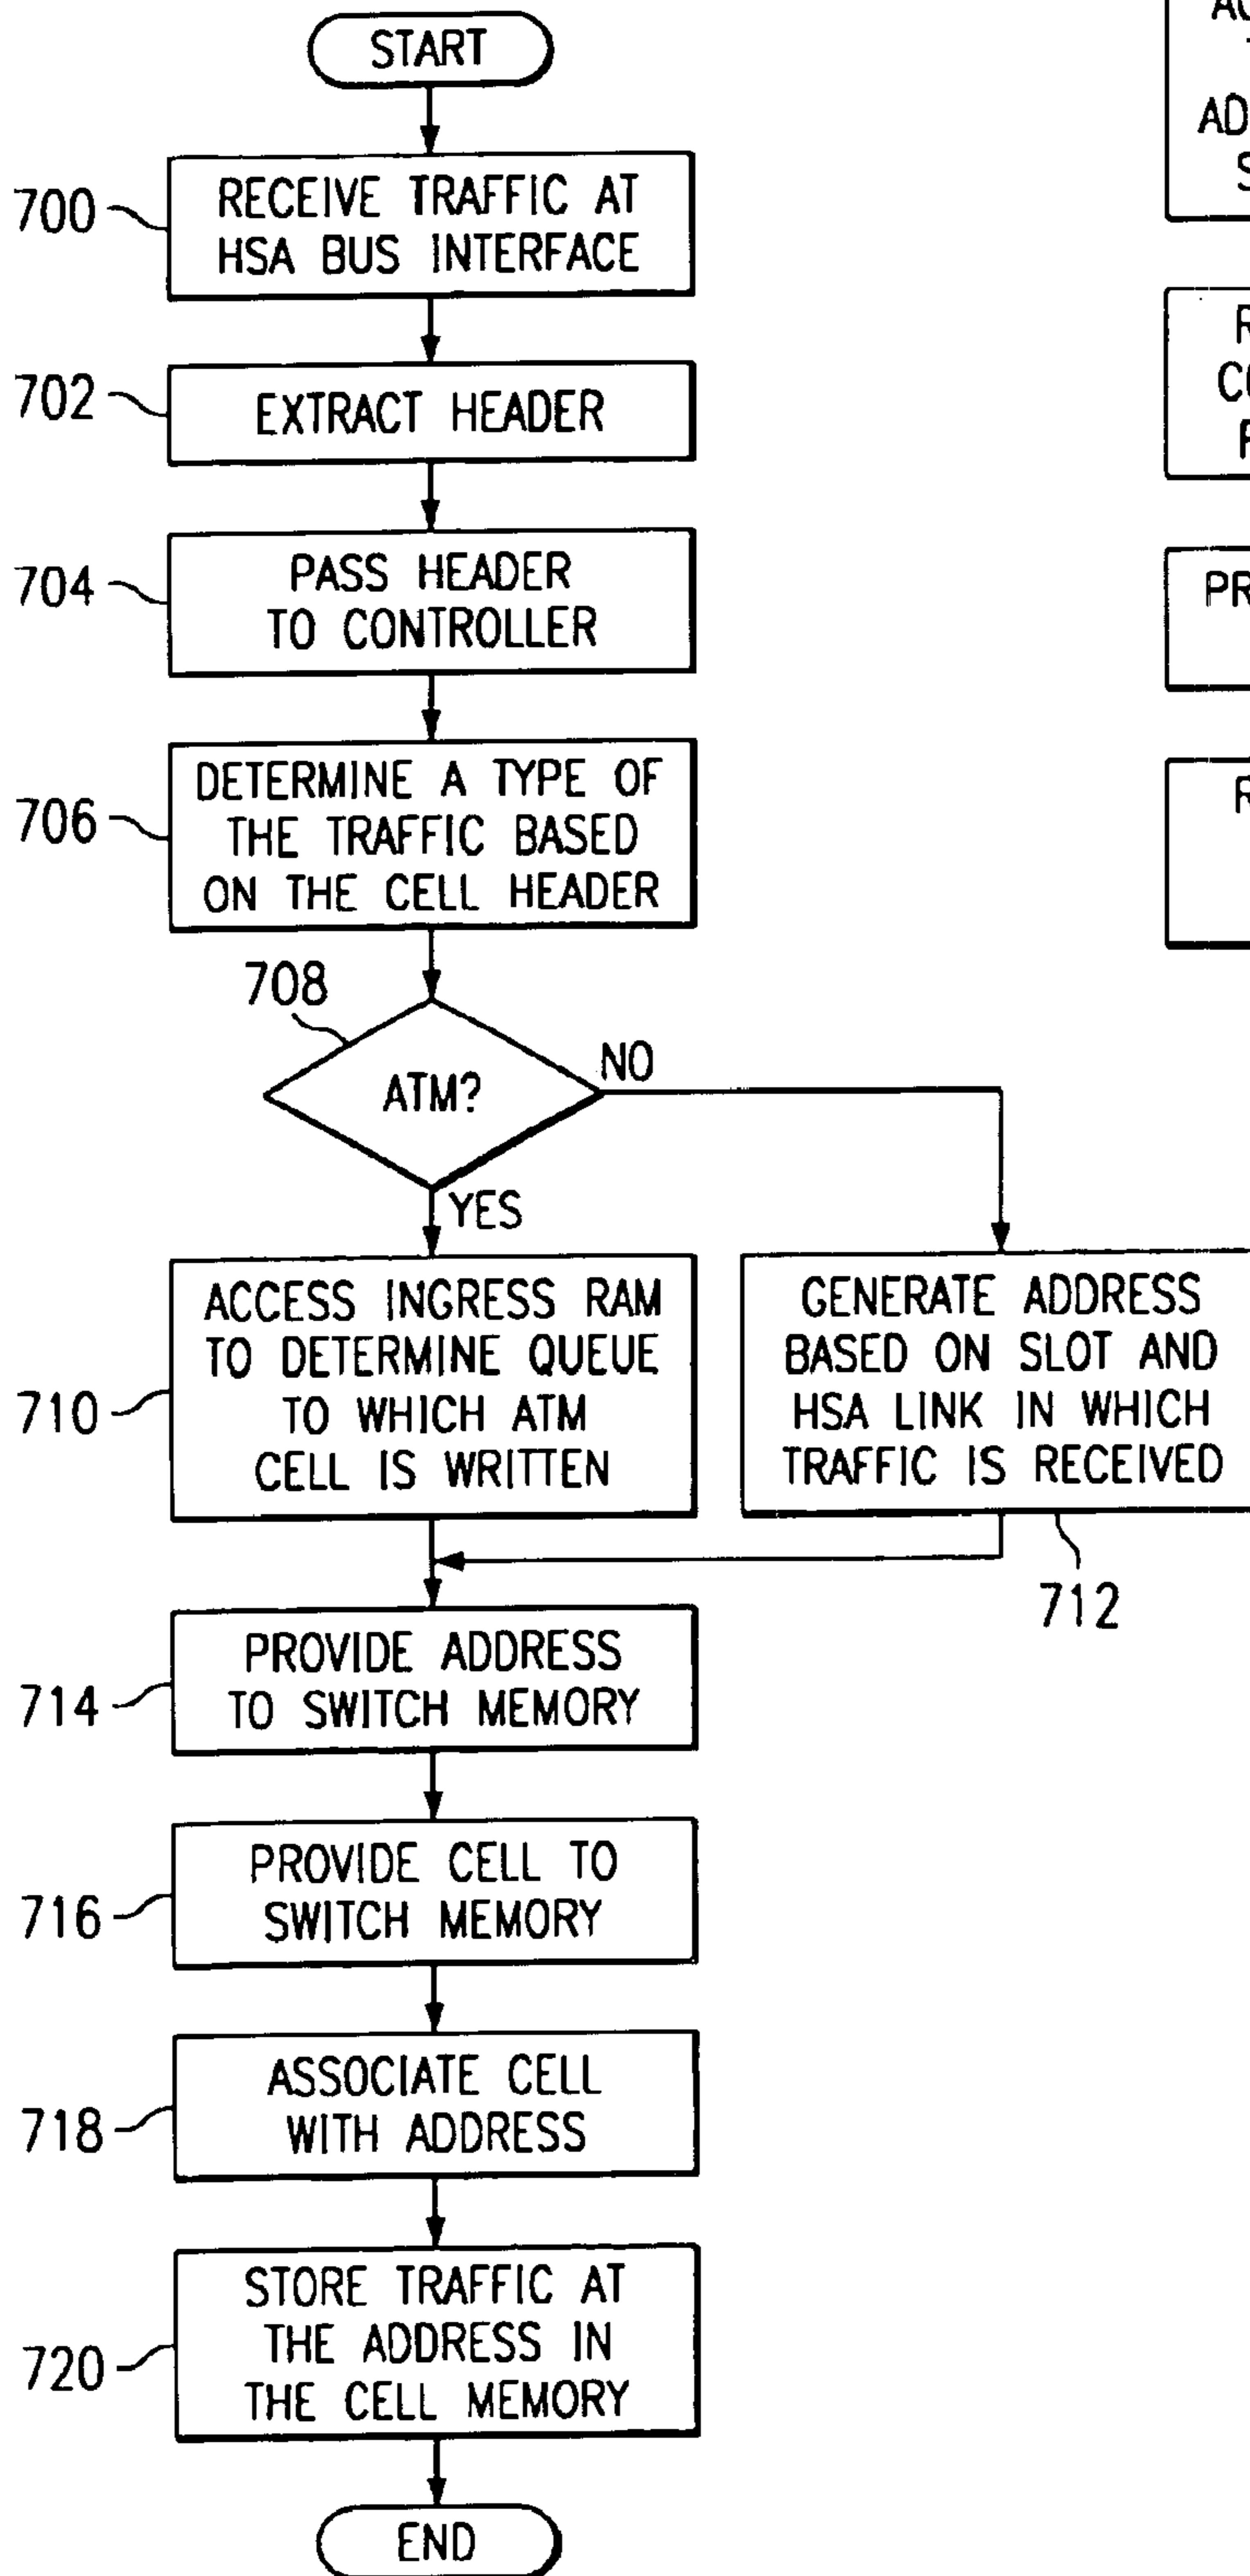 START
700
RECEIVE TRAFFIC AT
HSA BUS INTERFACE
702
EXTRACT HEADER
704
PASS HEADER
TO CONTROLLER
706
DETERMINE A TYPE OF
THE TRAFFIC BASED
ON THE CELL HEADER
708
ATM?
NO
YES
710
ACCESS INGRESS RAM
TO DETERMINE QUEUE
TO WHICH ATM
CELL IS WRITTEN
GENERATE ADDRESS
BASED ON SLOT AND
HSA LINK IN WHICH
TRAFFIC IS RECEIVED
712
714
PROVIDE ADDRESS
TO SWITCH MEMORY
716
PROVIDE CELL TO
SWITCH MEMORY
718
ASSOCIATE CELL
WITH ADDRESS
720
STORE TRAFFIC AT
THE ADDRESS IN
THE CELL MEMORY
END